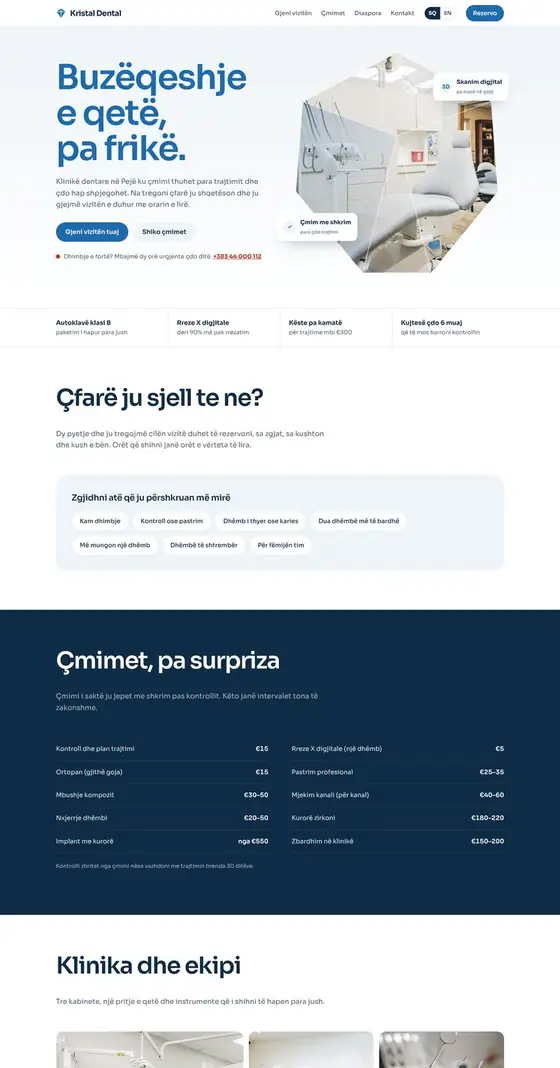 Kristal Dental
Gjeni vizitën
Çmimet
Diaspora
Kontakt
SQ
EN
Rezervo
Buzëqeshje
e qetë,
pa frikë.
Klinikë dentare në Pejë ku çmimi thuhet para trajtimit dhe
çdo hap shpjegohet. Na tregoni çfarë ju shqetëson dhe ju
gjejmë vizitën e duhur me orarin e lirë.
Gjeni vizitën tuaj
Shiko çmimet
Dhimbje e fortë? Mbajmë dy orë urgjente çdo ditë. +383 44 000 112
3D
Skanim digjital
pa masë në gojë
Çmim me shkrim
para çdo trajtimi
Autoklavë klasi B
paketim i hapur para jush
Rreze X digjitale
deri 90% më pak rrezatim
Këste pa kamatë
për trajtime mbi €300
Kujtesë çdo 6 muaj
që të mos harroni kontrollin
Çfarë ju sjell te ne?
Dy pyetje dhe ju tregojmë cilën vizitë duhet të rezervoni, sa zgjat, sa kushton
dhe kush e bën. Orët që shihni janë orët e vërteta të lira.
Zgjidhni atë që ju përshkruan më mirë
Kam dhimbje
Kontroll ose pastrim
Dhëmb i thyer ose karies
Dua dhëmbë më të bardhë
Më mungon një dhëmb
Dhëmbë të shtrembër
Për fëmijën tim
Çmimet, pa surpriza
Çmimi i saktë ju jepet me shkrim pas kontrollit. Këto janë intervalet tona të
zakonshme.
Kontroll dhe plan trajtimi €15
Rreze X digjitale (një dhëmb) €5
Ortopan (gjithë goja) €15
Pastrim profesional €25–35
Mbushje kompozit €30–50
Mjekim kanali (për kanal) €40–60
Nxjerrje dhëmbi €20–50
Kurorë zirkoni €180–220
Implant me kurorë nga €550
Zbardhim në klinikë €150–200
Kontrolli zbritet nga çmimi nëse vazhdoni me trajtimin brenda 30 ditëve.
Klinika dhe ekipi
Tre kabinete, një pritje e qetë dhe instrumente që i shihni të hapen para jush.